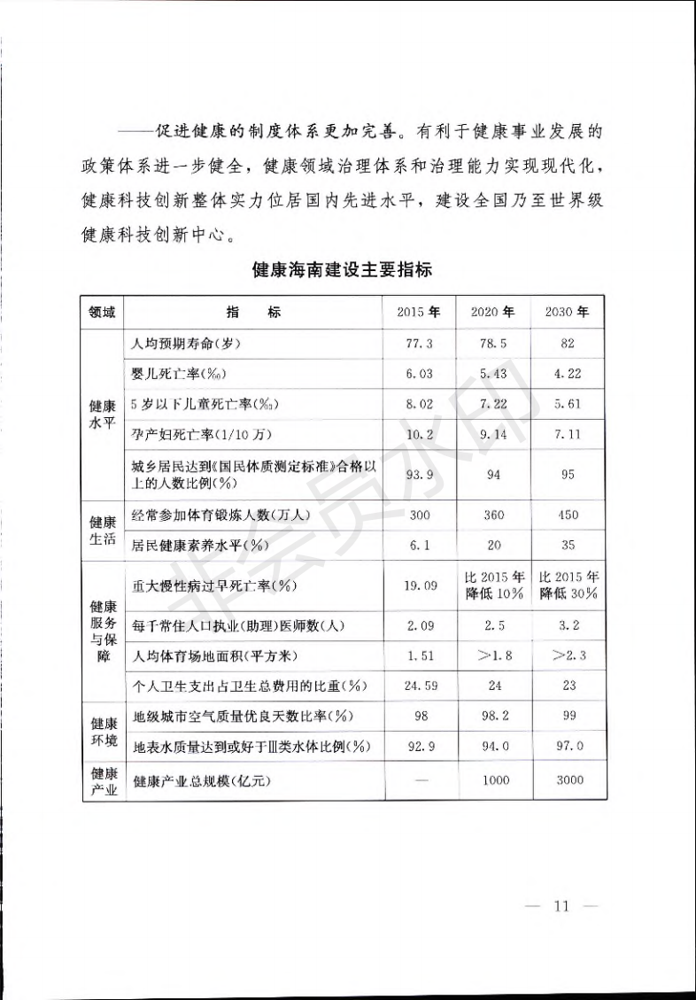 ——促进健康的制度体系更加完善。有利于健康事业发展的
政策体系进一步健全，健康领域治理体系和治理能力实现现代化，
健康科技创新整体实力位居国内先进水平，建设全国乃至世界级
健康科技创新中心。
健康海南建设主要指标
领域 指 标 2015 年 2020 年 2030 年
健康
水平
人均预期寿命(岁) 77.3 78.5 82
婴儿死亡率(‰) 6.03 5.43 4.22
5 岁以下儿童死亡率(‰) 8.02 7.22 5.61
孕产妇死亡率(1/10 万) 10.2 9.14 7.11
城乡居民达到《国民体质测定标准》合格以
上的人数比例(%) 93.9 94 95
健康
生活
经常参加体育锻炼人数(万人) 300 360 450
居民健康素养水平(%) 6.1 20 35
健康
服务
与保
障
重大慢性病过早死亡率(%) 19.09 比 2015 年
降低 10% 比 2015 年
降低 30%
每千常住人口执业(助理)医师数(人) 2.09 2.5 3.2
人均体育场地面积(平方米) 1.51 >1.8 >2.3
个人卫生支出占卫生总费用的比重(%) 24.59 24 23
健康
环境
地级城市空气质量优良天数比率(%) 98 98.2 99
地表水质量达到或好于Ⅲ类水体比例(%) 92.9 94.0 97.0
健康
产业
健康产业总规模(亿元) — 1000 3000
非会员水印
— 11 —